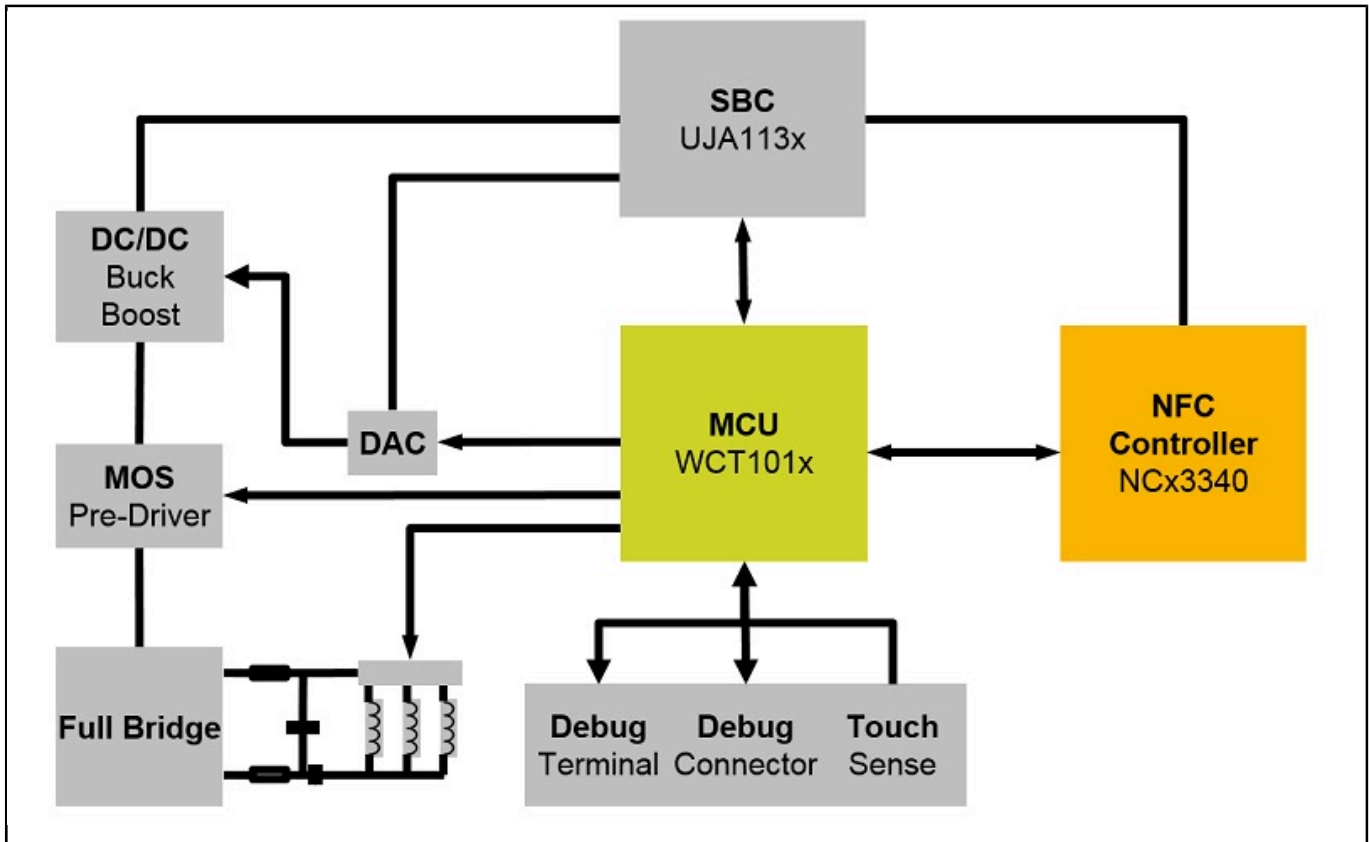 SBC
UJA113x
DC/DC
Buck
Boost
DAC
MCU
WCT101x
NFC
Controller
NCx3340
MOS
Pre-Driver
Full Bridge
Debug
Terminal
Debug
Connector
Touch
Sense